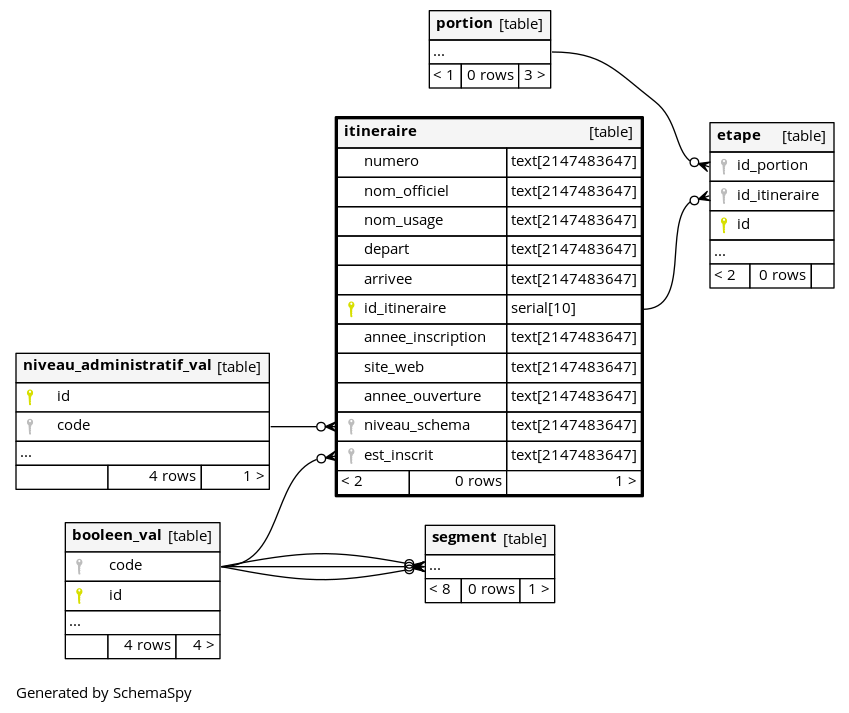 portion [table]
...
< 1 0 rows 3 >
itineraire [table]
numero text[2147483647]
nom_officiel text[2147483647]
nom_usage text[2147483647]
depart text[2147483647]
arrivee text[2147483647]
id_itineraire serial[10]
annee_inscription text[2147483647]
site_web text[2147483647]
annee_ouverture text[2147483647]
niveau_schema text[2147483647]
est_inscrit text[2147483647]
< 2 0 rows 1 >
etape [table]
id_portion
id_itineraire
id
...
< 2 0 rows
niveau_administratif_val [table]
id
code
...
4 rows 1 >
booleen_val [table]
code
id
...
4 rows 4 >
segment [table]
...
< 8 0 rows 1 >
Generated by SchemaSpy